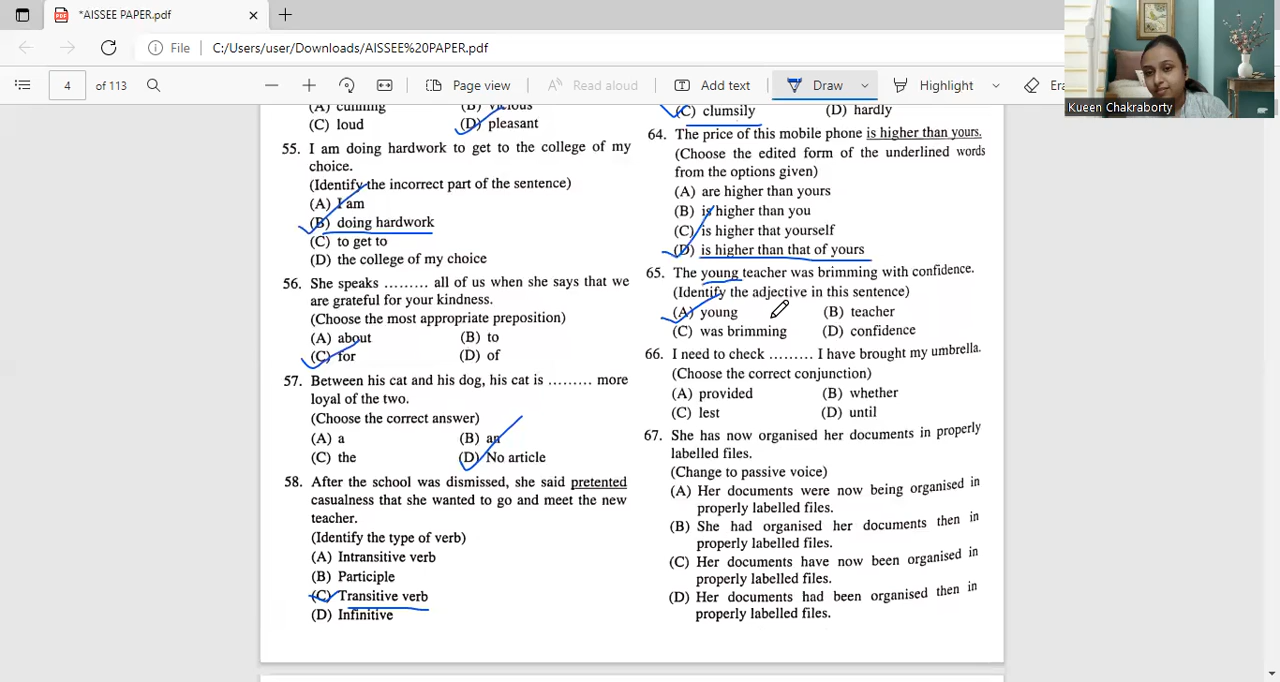 *AISSEE PAPER.pdf
File
C:/Users/user/Downloads/AISSEE%20PAPER.pdf
4 of 113
Page view
Read aloud
Add text
Draw
Highlight
Kueen Chakraborty
(A) cunning (B) vicious
(C) loud (D) pleasant
55. I am doing hardwork to get to the college of my
choice.
(Identify the incorrect part of the sentence)
(A) I am
(B) doing hardwork
(C) to get to
(D) the college of my choice
56. She speaks ......... all of us when she says that we
are grateful for your kindness.
(Choose the most appropriate preposition)
(A) about (B) to
(C) for (D) of
57. Between his cat and his dog, his cat is ......... more
loyal of the two.
(Choose the correct answer)
(A) a (B) an
(C) the (D) No article
58. After the school was dismissed, she said pretented
casualness that she wanted to go and meet the new
teacher.
(Identify the type of verb)
(A) Intransitive verb
(B) Participle
(C) Transitive verb
(D) Infinitive
(C) clumsily (D) hardly
64. The price of this mobile phone is higher than yours.
(Choose the edited form of the underlined words
from the options given)
(A) are higher than yours
(B) is higher than you
(C) is higher that yourself
(D) is higher than that of yours
65. The young teacher was brimming with confidence.
(Identify the adjective in this sentence)
(A) young (B) teacher
(C) was brimming (D) confidence
66. I need to check ......... I have brought my umbrella.
(Choose the correct conjunction)
(A) provided (B) whether
(C) lest (D) until
67. She has now organised her documents in properly
labelled files.
(Change to passive voice)
(A) Her documents were now being organised in
properly labelled files.
(B) She had organised her documents then in
properly labelled files.
(C) Her documents have now been organised in
properly labelled files.
(D) Her documents had been organised then in
properly labelled files.